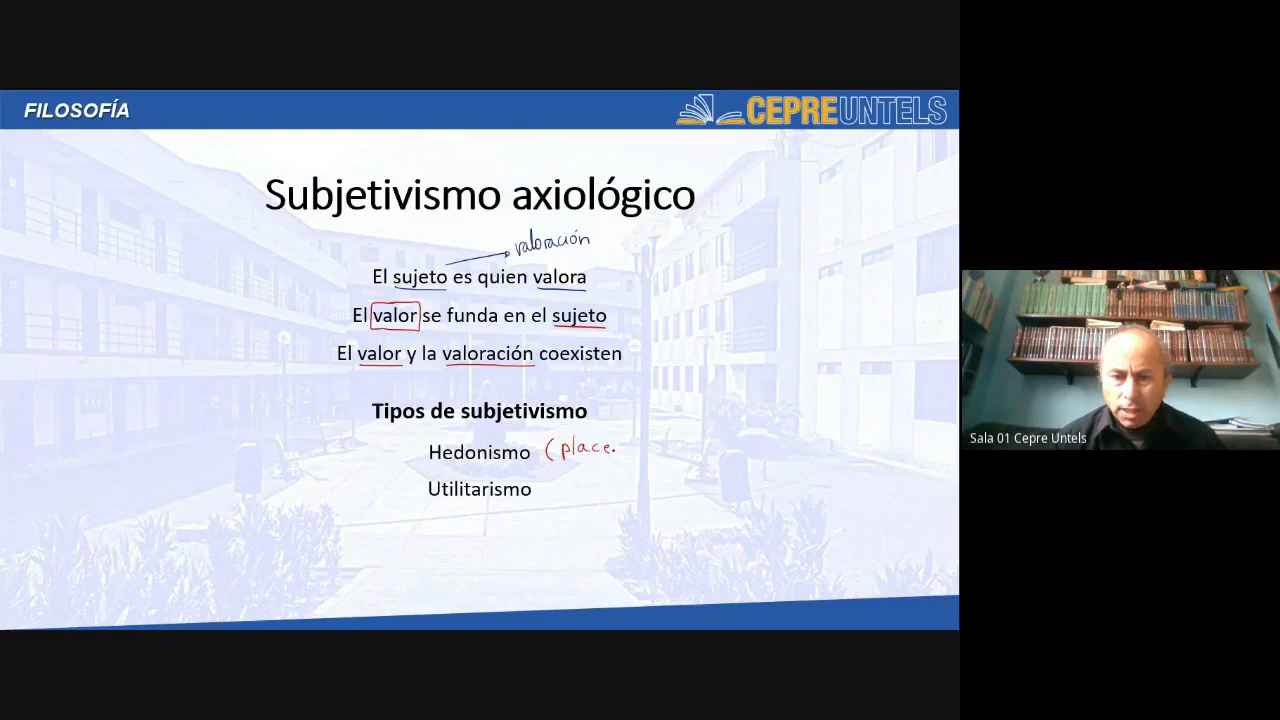 FILOSOFÍA
CEPREUNTELS
Subjetivismo axiológico
valoración
El sujeto es quien valora
El valor se funda en el sujeto
El valor y la valoración coexisten
Tipos de subjetivismo
Hedonismo (place
Utilitarismo
Sala 01 Cepre Untels